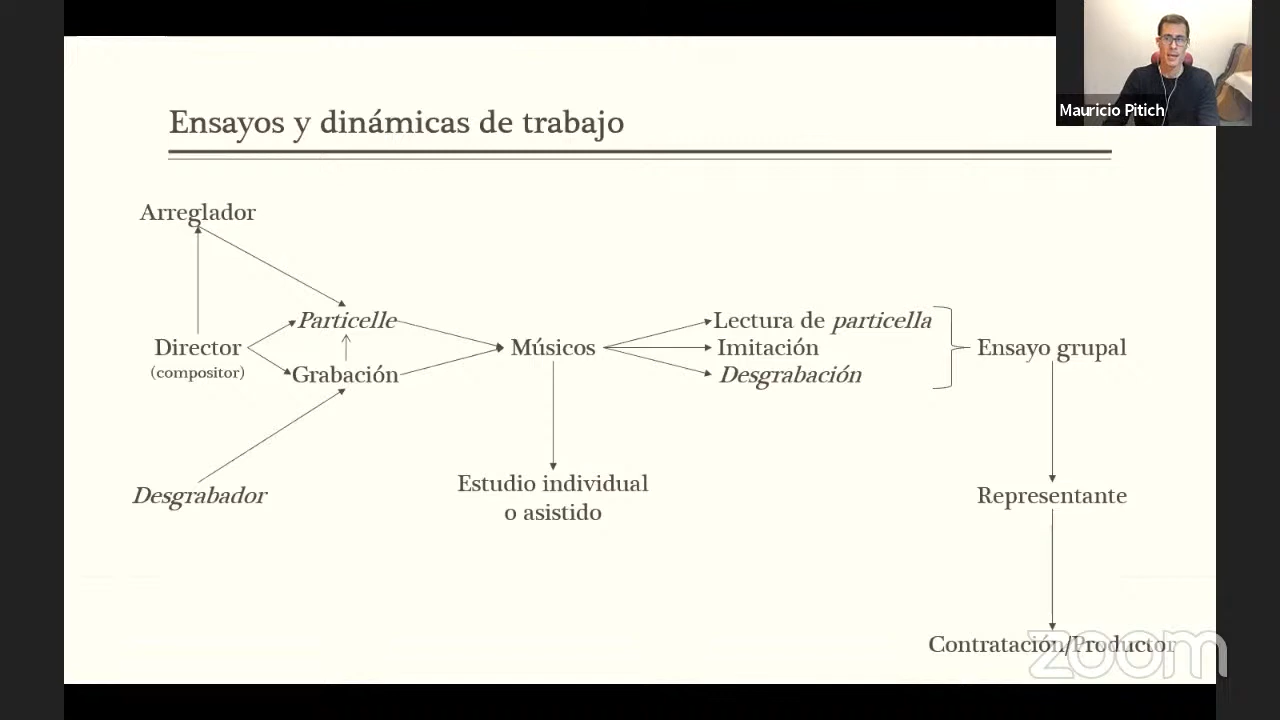 Mauricio Pitich
Ensayos y dinámicas de trabajo
Arreglador
Particelle
Director
(compositor)
Grabación
Desgrabador
Músicos
Estudio individual
o asistido
Lectura de particella
Imitación
Desgrabación
Ensayo grupal
Representante
Contratación/Productor
zoom